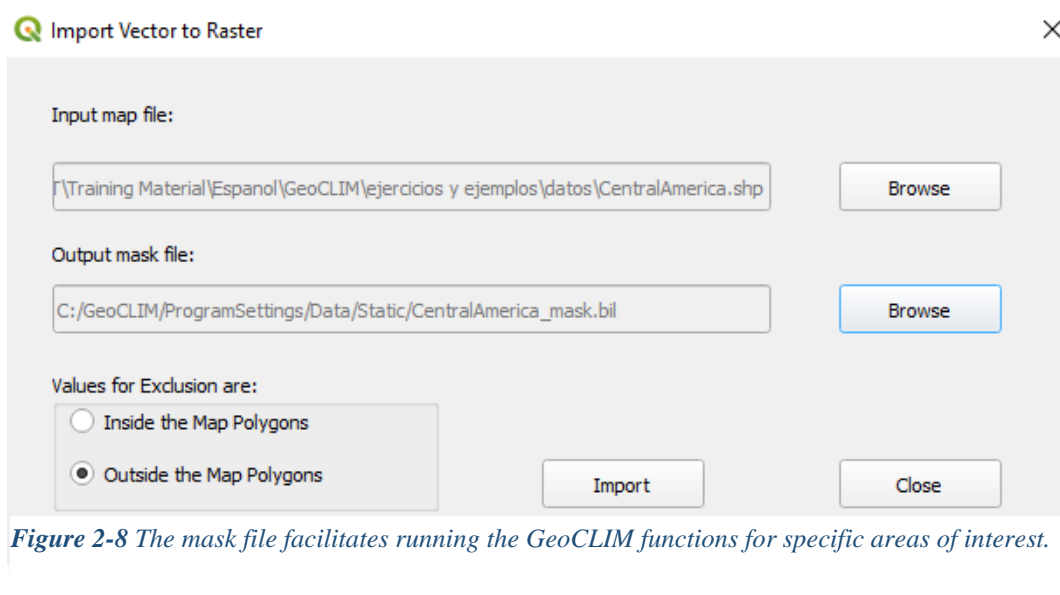 Import Vector to Raster
Input map file:
T\Training Material\Espanol\GeoCLIM\ejercicios y ejemplos\datos\CentralAmerica.shp
Browse
Output mask file:
C:/GeoCLIM/ProgramSettings/Data/Static/CentralAmerica_mask.bil
Browse
Values for Exclusion are:
Inside the Map Polygons
Outside the Map Polygons
Import
Close
Figure 2-8 The mask file facilitates running the GeoCLIM functions for specific areas of interest.